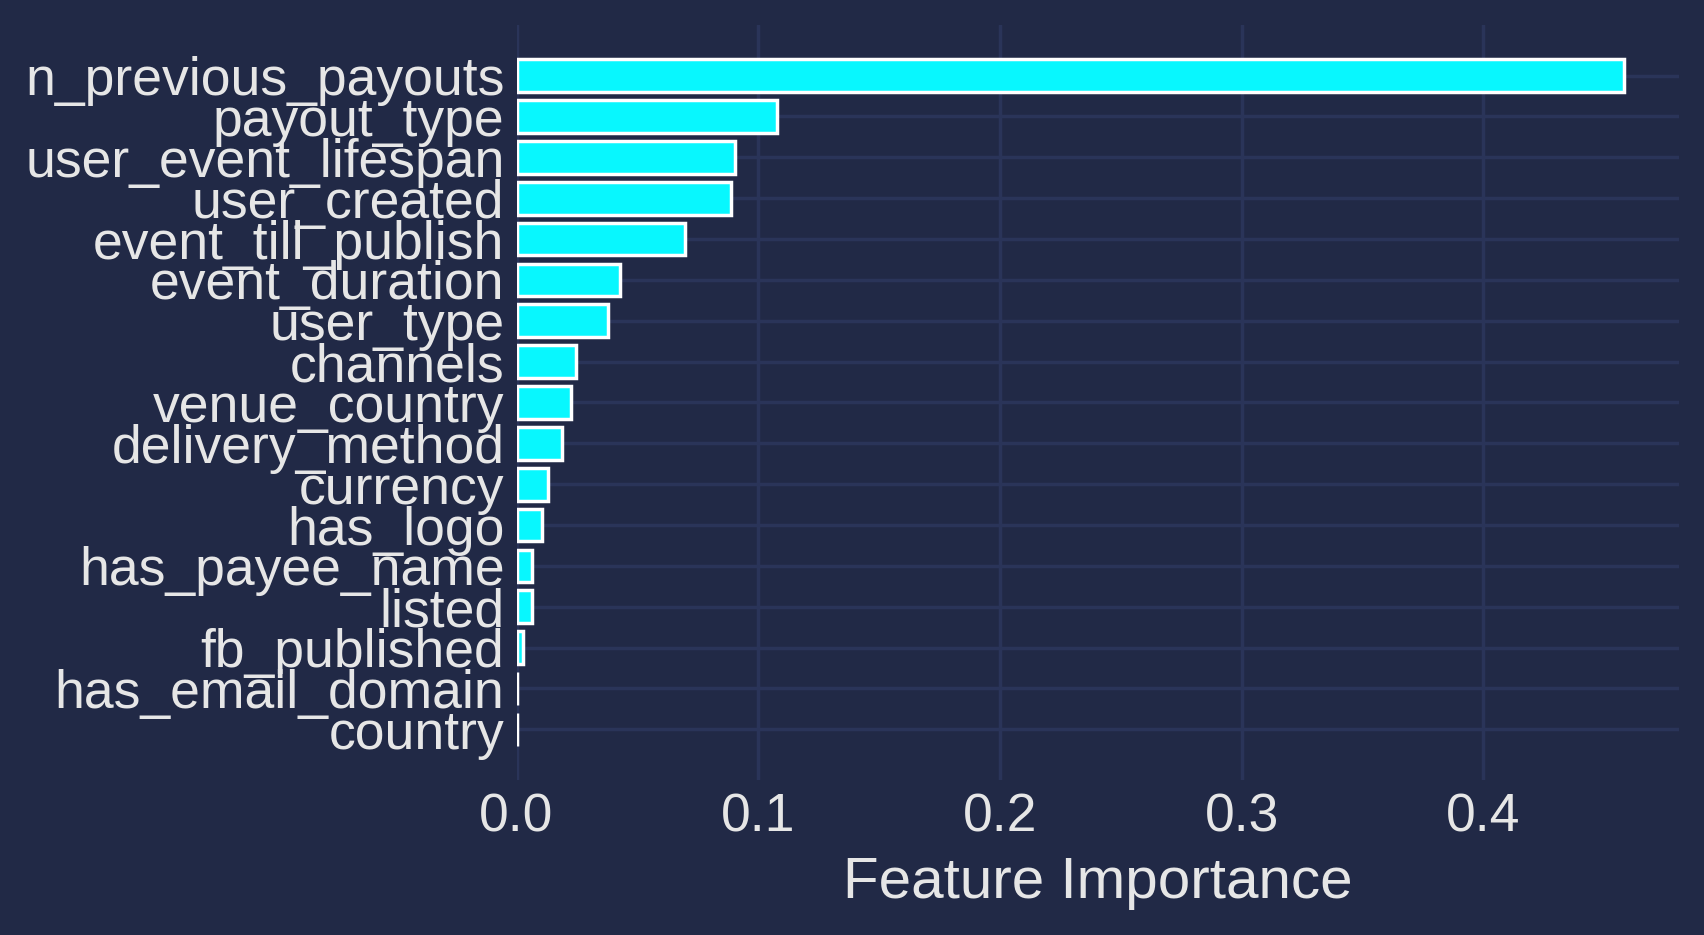 n_previous_payouts
payout_type
user_event_lifespan
user_created
event_till_publish
event_duration
user_type
channels
venue_country
delivery_method
currency
has_logo
has_payee_name
listed
fb_published
has_email_domain
country
0.0 0.1 0.2 0.3 0.4
Feature Importance